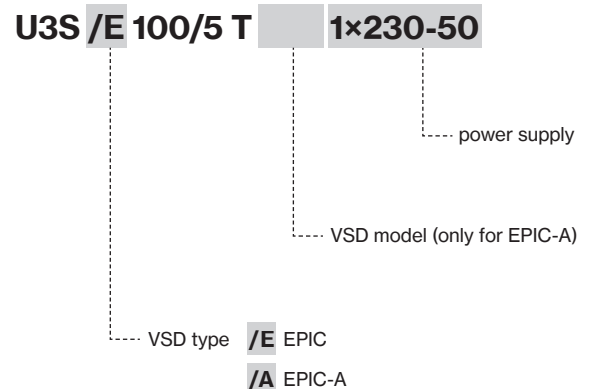 U3S /E 100/5 T 1×230-50
power supply
VSD model (only for EPIC-A)
VSD type /E EPIC
/A EPIC-A